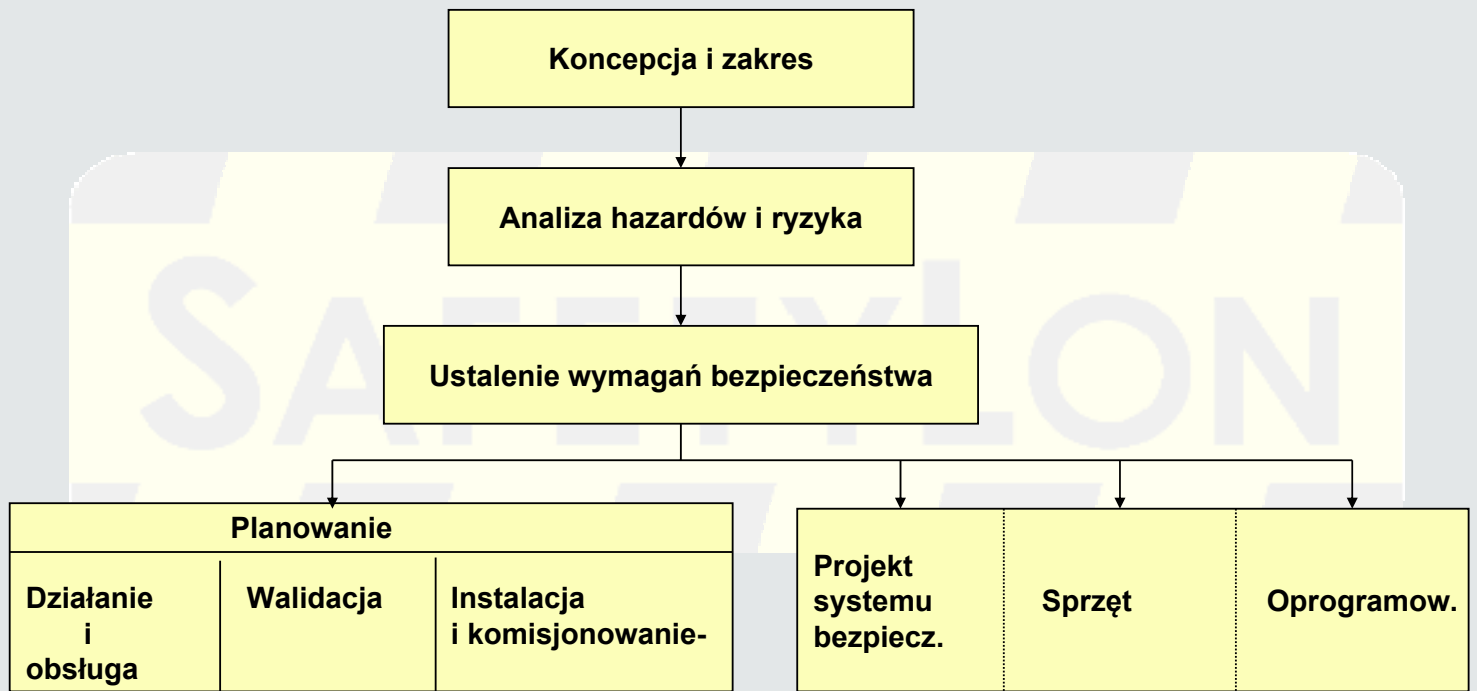 Koncepcja i zakres
Analiza hazardów i ryzyka
SAFETYLON
Ustalenie wymagań bezpieczeństwa
Planowanie
Działanie
i
obsługa
Walidacja
Instalacja
i komisjonowanie-
Projekt
systemu
bezpiecz.
Sprzęt
Oprogramow.